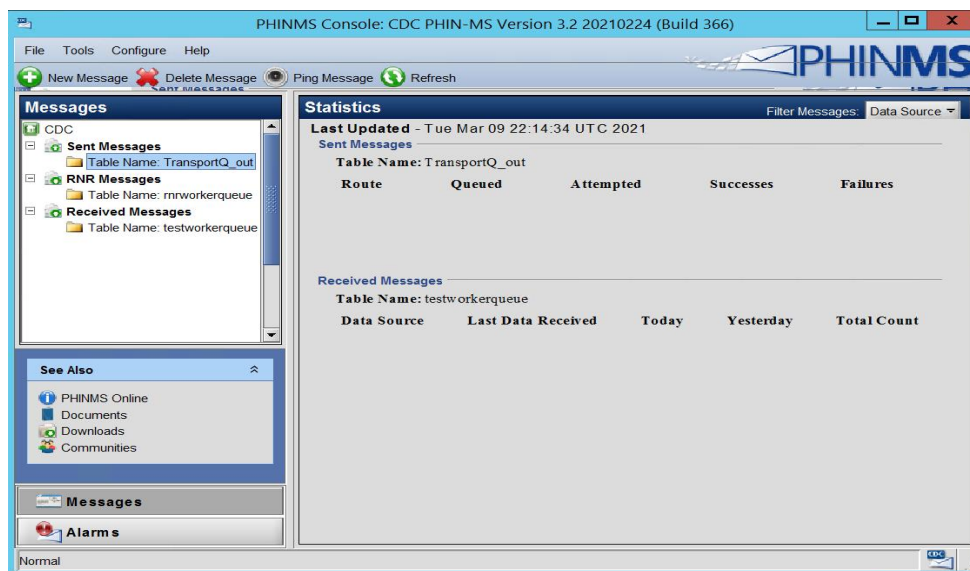 PHINMS Console: CDC PHIN-MS Version 3.2 20210224 (Build 366)
File Tools Configure Help
PHINMS
New Message Delete Message Ping Message Refresh
Sent Messages
Messages
CDC
Sent Messages
Table Name: TransportQ_out
RNR Messages
Table Name: rnrworkerqueue
Received Messages
Table Name: testworkerqueue
See Also
PHINMS Online
Documents
Downloads
Communities
Messages
Alarms
Statistics
Filter Messages: Data Source
Last Updated - Tue Mar 09 22:14:34 UTC 2021
Sent Messages
Table Name: TransportQ_out
Route Queued Attempted Successes Failures
Received Messages
Table Name: testworkerqueue
Data Source Last Data Received Today Yesterday Total Count
Normal
CDC